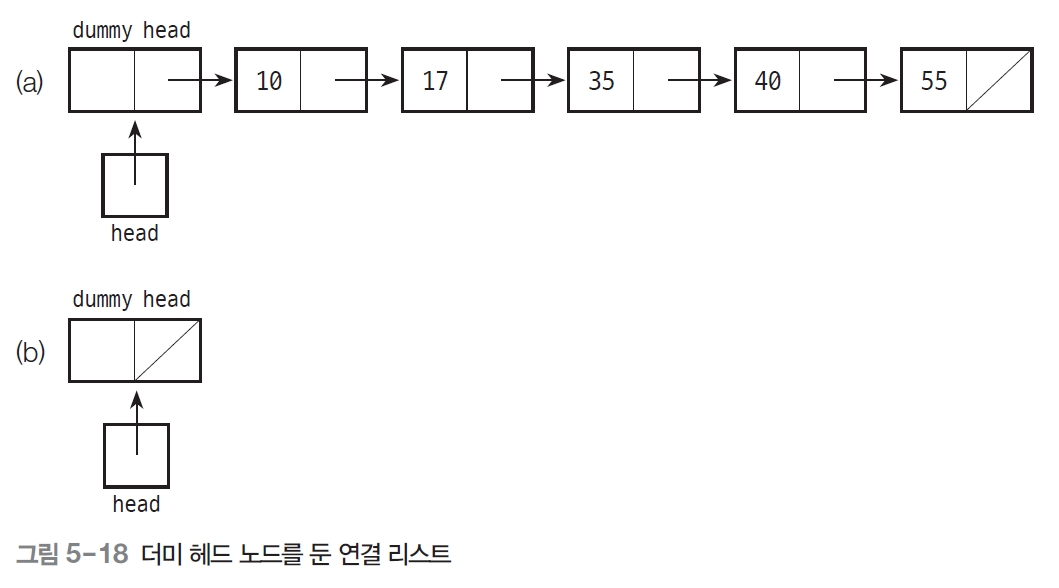 dummy head
(a) 10 17 35 40 55
head
dummy head
(b)
head
그림 5-18 더미 헤드 노드를 둔 연결 리스트